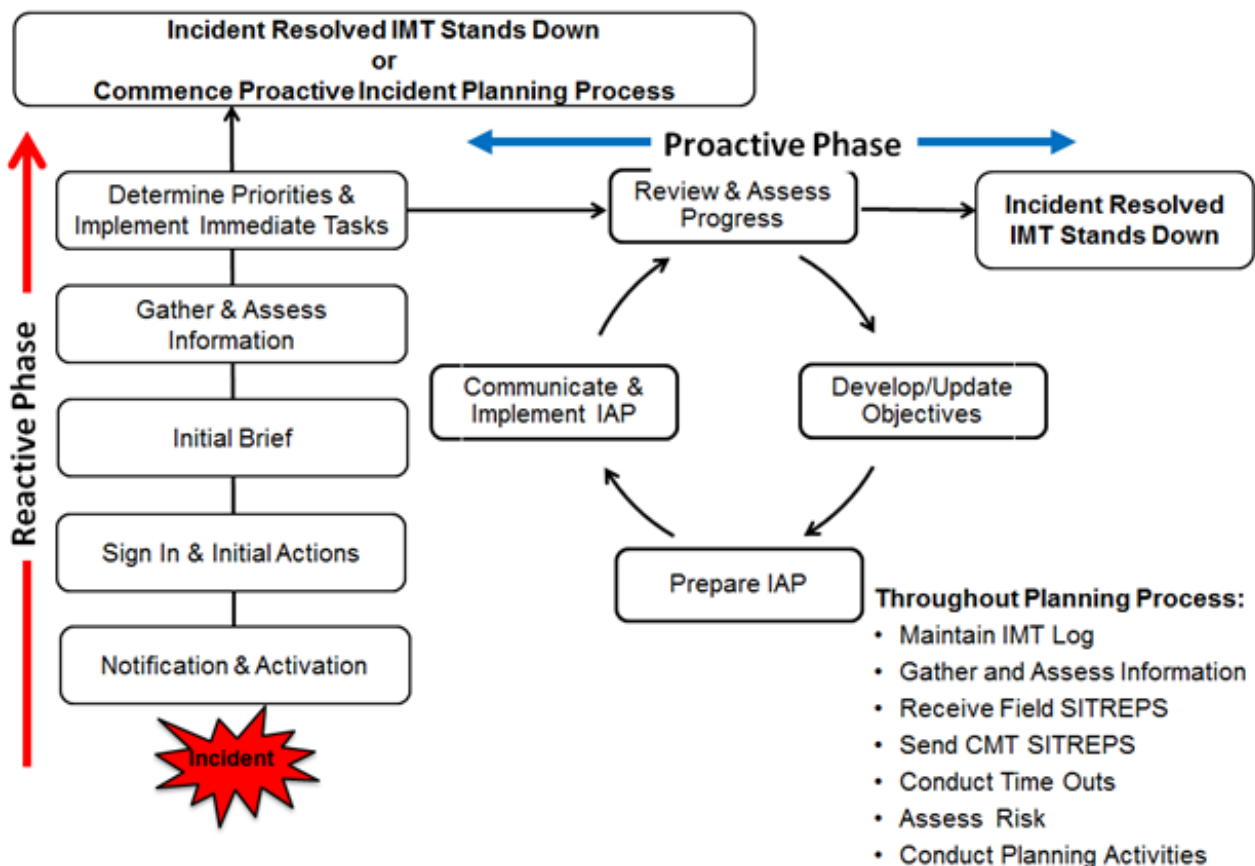 Incident Resolved IMT Stands Down
or
Commence Proactive Incident Planning Process
Reactive Phase
Proactive Phase
Determine Priorities &
Implement Immediate Tasks
Review & Assess
Progress
Incident Resolved
IMT Stands Down
Gather & Assess
Information
Communicate &
Implement IAP
Develop/Update
Objectives
Initial Brief
Sign In & Initial Actions
Prepare IAP
Notification & Activation
Incident
Throughout Planning Process:
• Maintain IMT Log
• Gather and Assess Information
• Receive Field SITREPS
• Send CMT SITREPS
• Conduct Time Outs
• Assess Risk
• Conduct Planning Activities